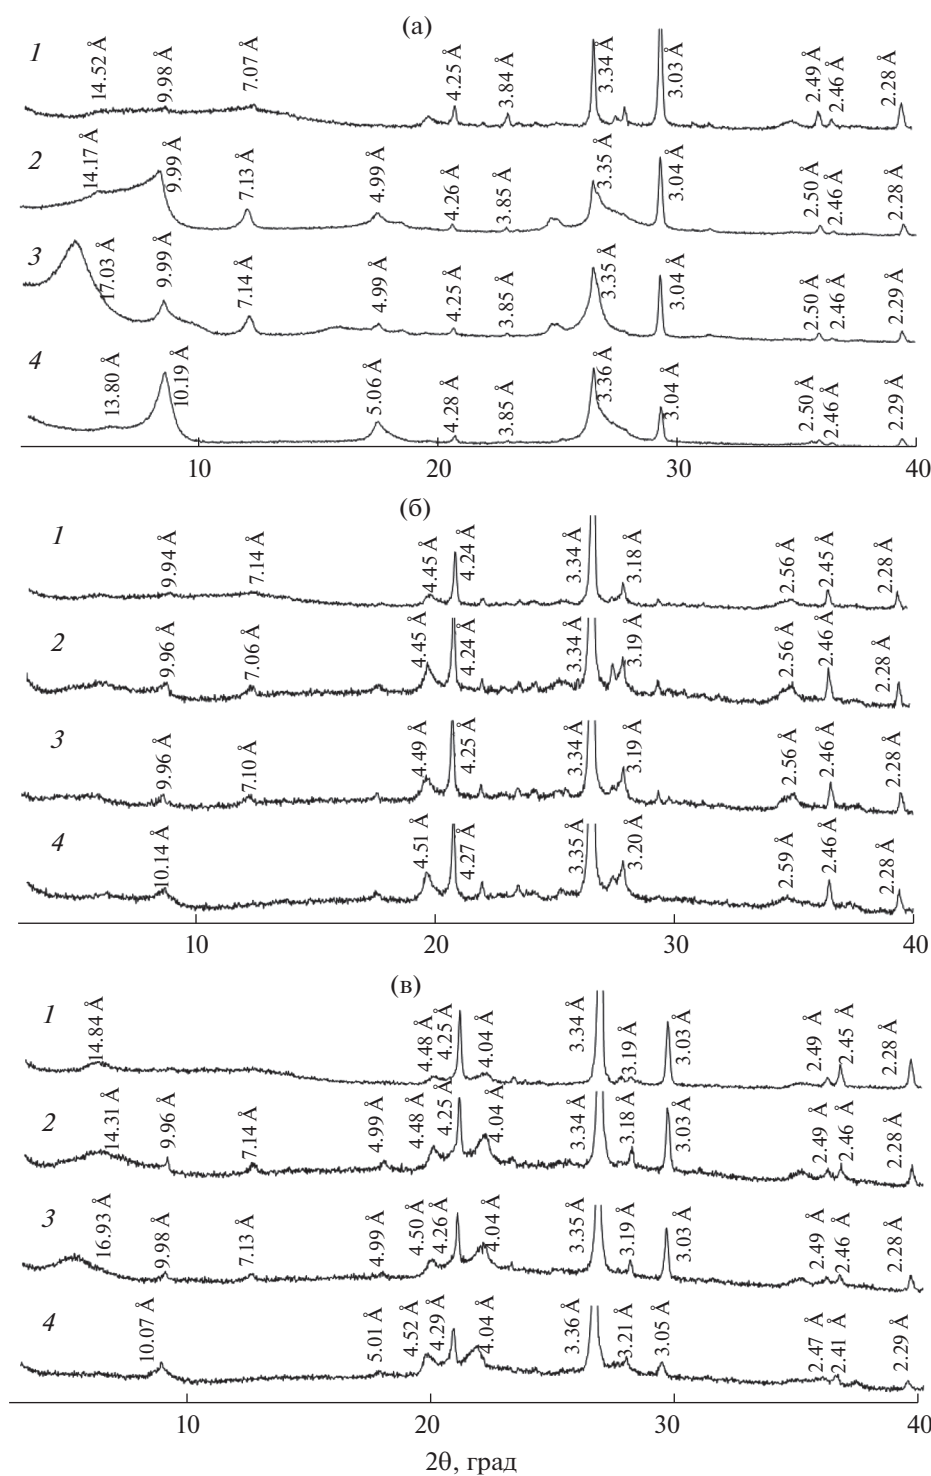 (а)
1
14.52 Å
9.98 Å
7.07 Å
4.25 Å
3.84 Å
3.34 Å
3.03 Å
2.49 Å
2.46 Å
2.28 Å
2
14.17 Å
9.99 Å
7.13 Å
4.99 Å
4.26 Å
3.85 Å
3.35 Å
3.04 Å
2.50 Å
2.46 Å
2.28 Å
3
17.03 Å
9.99 Å
7.14 Å
4.99 Å
4.25 Å
3.85 Å
3.35 Å
3.04 Å
2.50 Å
2.46 Å
2.29 Å
4
13.80 Å
10.19 Å
5.06 Å
4.28 Å
3.85 Å
3.36 Å
3.04 Å
2.50 Å
2.46 Å
2.29 Å
10 20 30 40
(б)
1
9.94 Å
7.14 Å
4.45 Å
4.24 Å
3.34 Å
3.18 Å
2.56 Å
2.45 Å
2.28 Å
2
9.96 Å
7.06 Å
4.45 Å
4.24 Å
3.34 Å
3.19 Å
2.56 Å
2.46 Å
2.28 Å
3
9.96 Å
7.10 Å
4.49 Å
4.25 Å
3.34 Å
3.19 Å
2.56 Å
2.46 Å
2.28 Å
4
10.14 Å
4.51 Å
4.27 Å
3.35 Å
3.20 Å
2.59 Å
2.46 Å
2.28 Å
10 20 30 40
(в)
1
14.84 Å
4.48 Å
4.25 Å
4.04 Å
3.34 Å
3.19 Å
3.03 Å
2.49 Å
2.45 Å
2.28 Å
2
14.31 Å
9.96 Å
7.14 Å
4.99 Å
4.48 Å
4.25 Å
4.04 Å
3.34 Å
3.18 Å
3.03 Å
2.49 Å
2.46 Å
2.28 Å
3
16.93 Å
9.98 Å
7.13 Å
4.99 Å
4.50 Å
4.26 Å
4.04 Å
3.35 Å
3.19 Å
3.03 Å
2.49 Å
2.46 Å
2.28 Å
4
10.07 Å
5.01 Å
4.52 Å
4.29 Å
4.04 Å
3.36 Å
3.21 Å
3.05 Å
2.47 Å
2.41 Å
2.29 Å
10 20 30 40
2θ, град